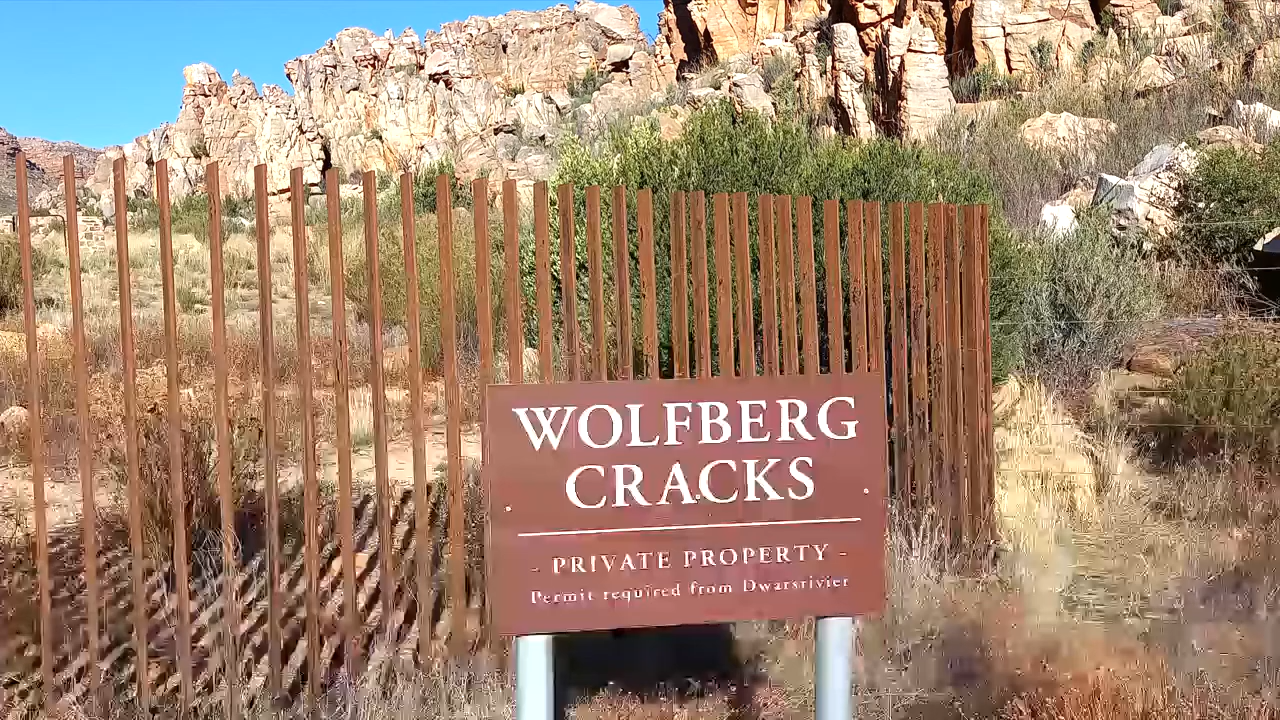 WOLFBERG
CRACKS
- PRIVATE PROPERTY -
Permit required from Dwarsrivier